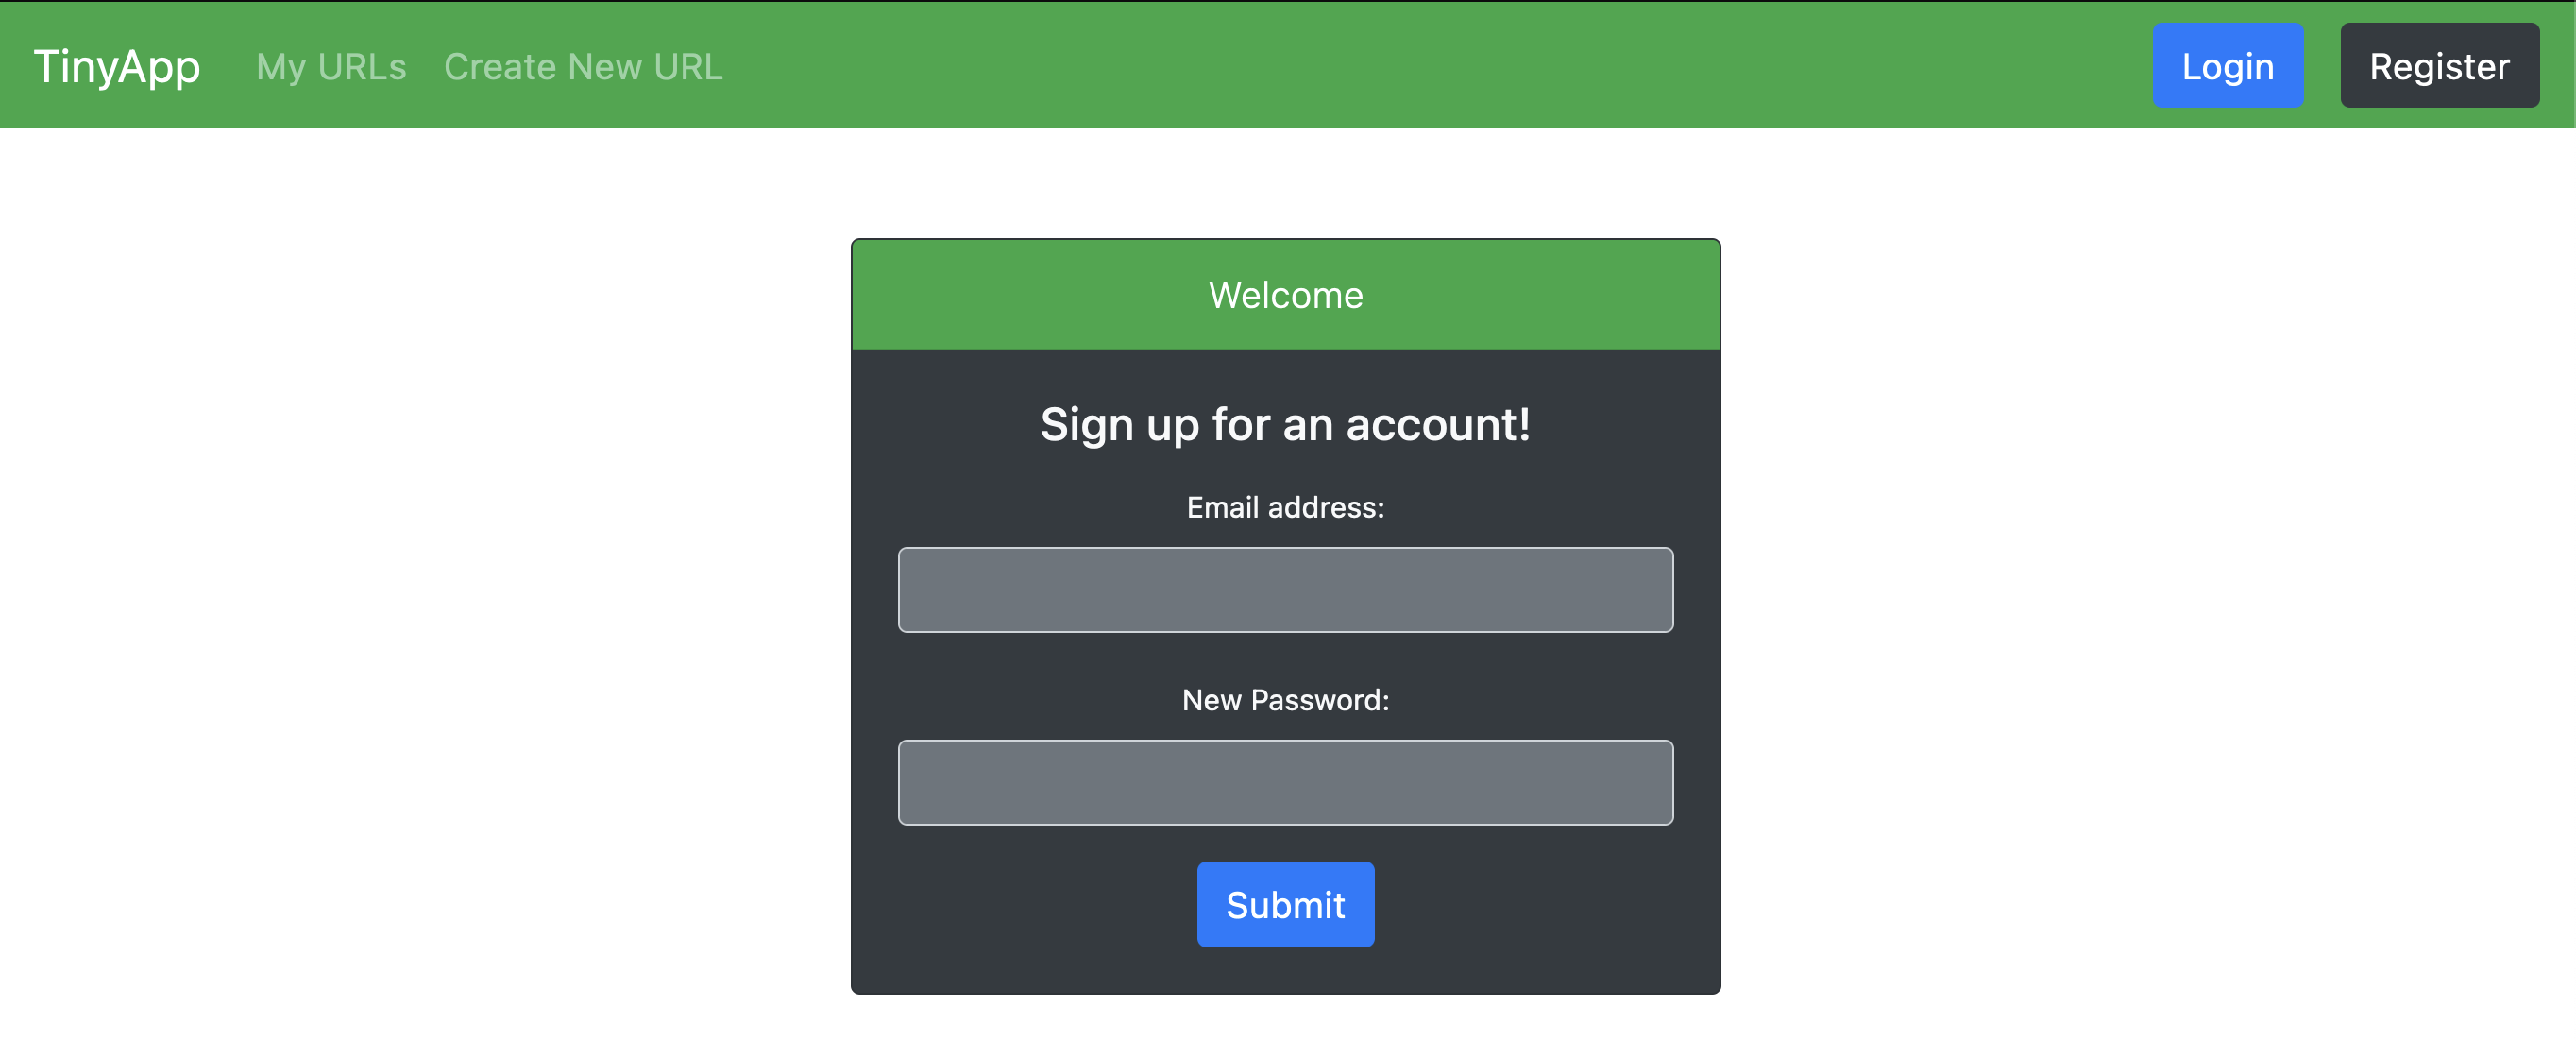 TinyApp My URLs Create New URL Login Register
Welcome
Sign up for an account!
Email address:
New Password:
Submit